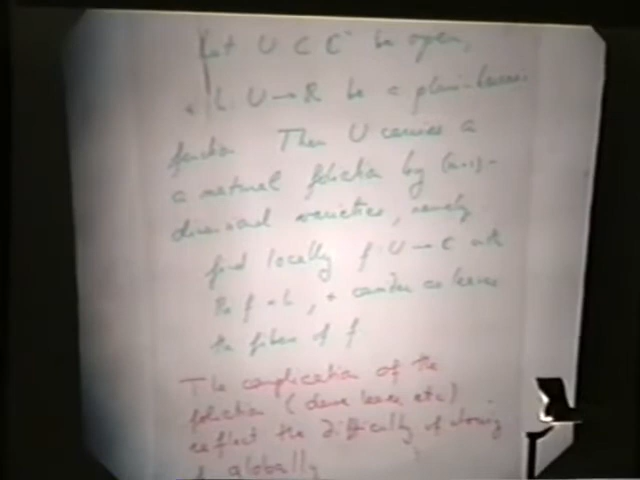 Let U ⊂ C be open,
h: U → R be a pluri-harmonic
function Then U carries a
a natural foliation by (n-1)-
dimensional varieties, namely
find locally f: U → C with
Re f = h, + consider as leaves
the fibers of f
The complication of the
foliation (dense leaves etc)
reflect the difficulty of
f globally